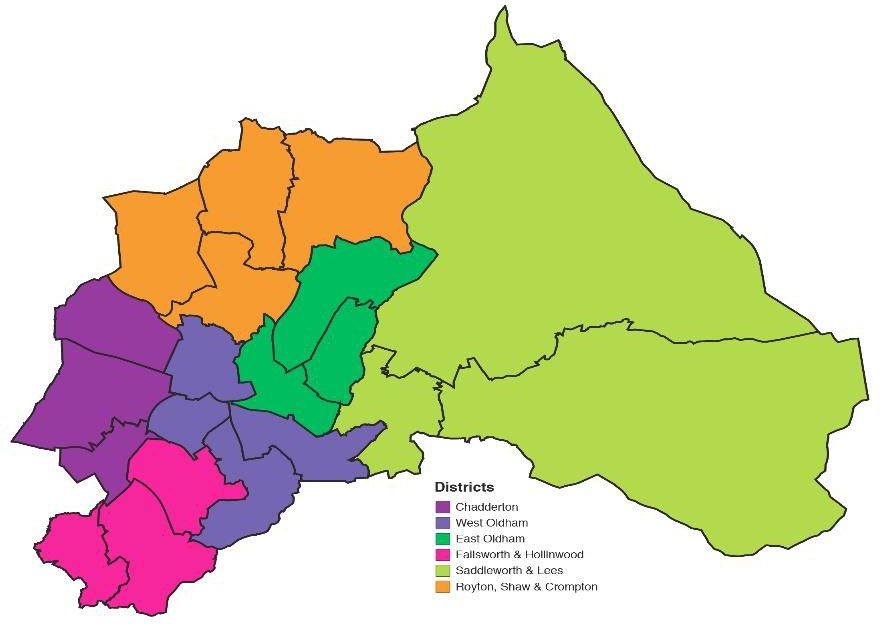 Districts
Chadderton
West Oldham
East Oldham
Failsworth & Hollinwood
Saddleworth & Lees
Royton, Shaw & Crompton